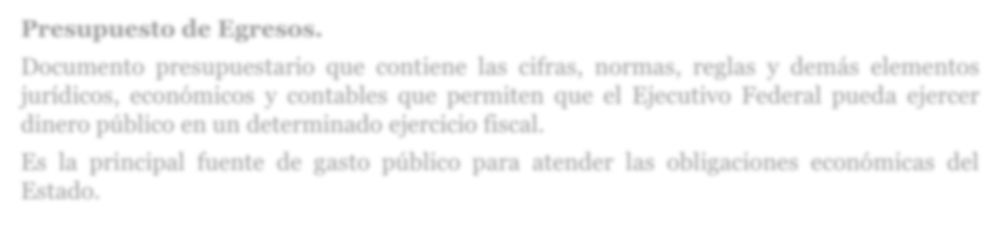 Presupuesto de Egresos.
Documento presupuestario que contiene las cifras, normas, reglas y demás elementos
jurídicos, económicos y contables que permiten que el Ejecutivo Federal pueda ejercer
dinero público en un determinado ejercicio fiscal.
Es la principal fuente de gasto público para atender las obligaciones económicas del
Estado.